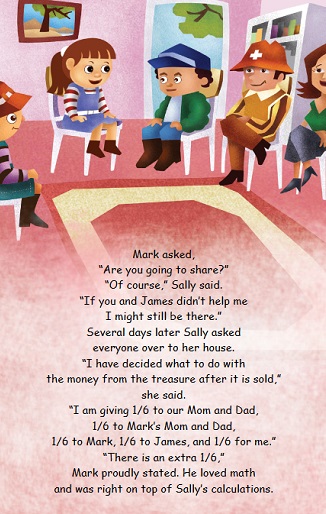 Mark asked,
“Are you going to share?”
“Of course,” Sally said.
“If you and James didn’t help me
I might still be there.”
Several days later Sally asked
everyone over to her house.
“I have decided what to do with
the money from the treasure after it is sold,”
she said.
“I am giving 1/6 to our Mom and Dad,
1/6 to Mark’s Mom and Dad,
1/6 to Mark, 1/6 to James, and 1/6 for me.”
“There is an extra 1/6,”
Mark proudly stated. He loved math
and was right on top of Sally’s calculations.